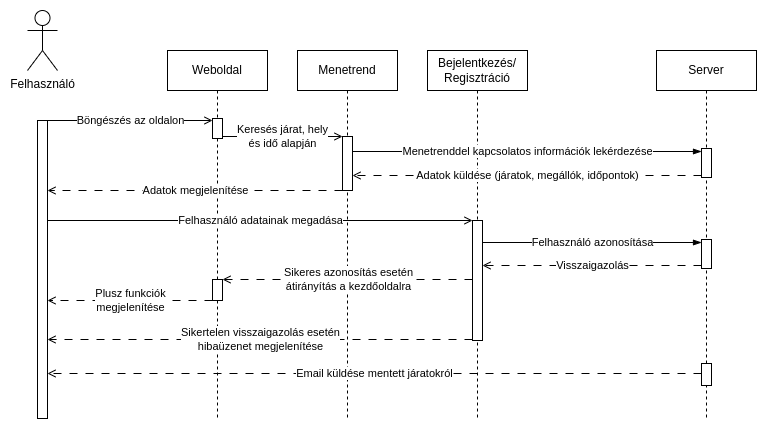 Felhasználó
Weboldal
Menetrend
Bejelentkezés/
Regisztráció
Server
Böngészés az oldalon
Keresés járat, hely
és idő alapján
Menetrenddel kapcsolatos információk lekérdezése
Adatok küldése (járatok, megállók, időpontok)
Adatok megjelenítése
Felhasználó adatainak megadása
Felhasználó azonosítása
Visszaigazolás
Sikeres azonosítás esetén
átirányítás a kezdőoldalra
Plusz funkciók
megjelenítése
Sikertelen visszaigazolás esetén
hibaüzenet megjelenítése
Email küldése mentett járatokról